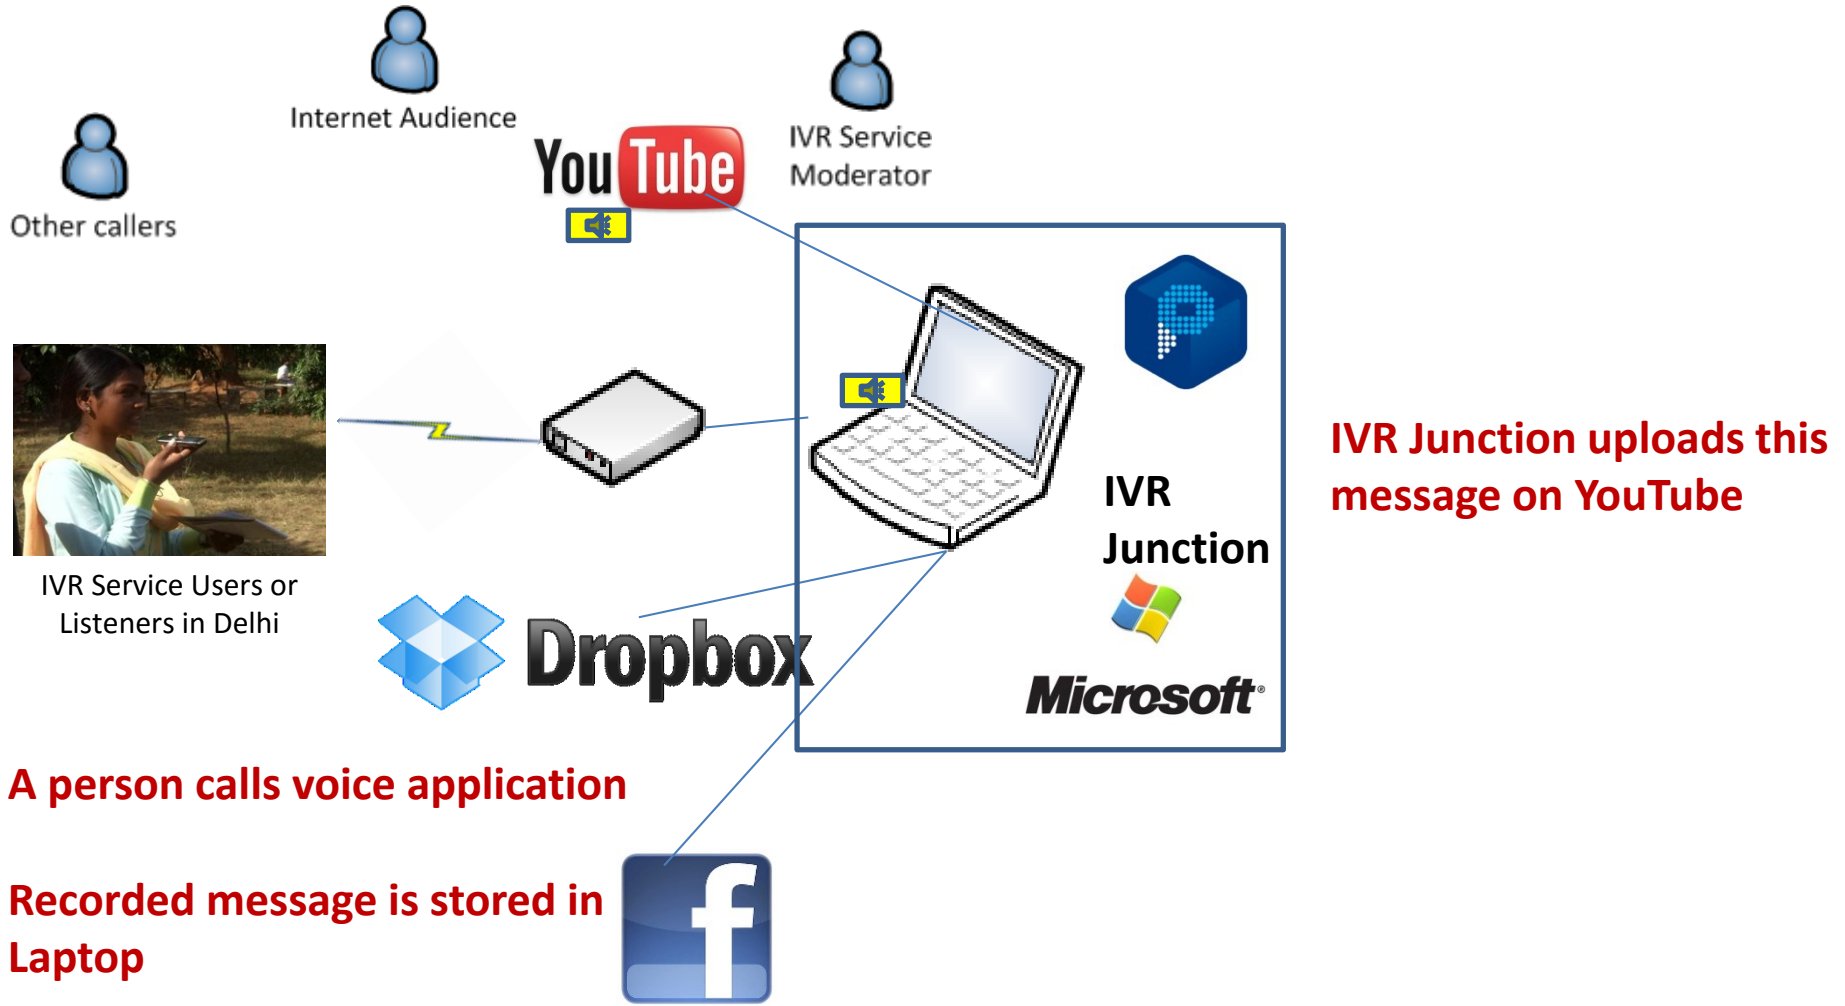 Internet Audience
IVR Service
Moderator
YouTube
Other callers
IVR Service Users or
Listeners in Delhi
IVR
Junction
Microsoft®
IVR Junction uploads this
message on YouTube
Dropbox
A person calls voice application
Recorded message is stored in
Laptop
f